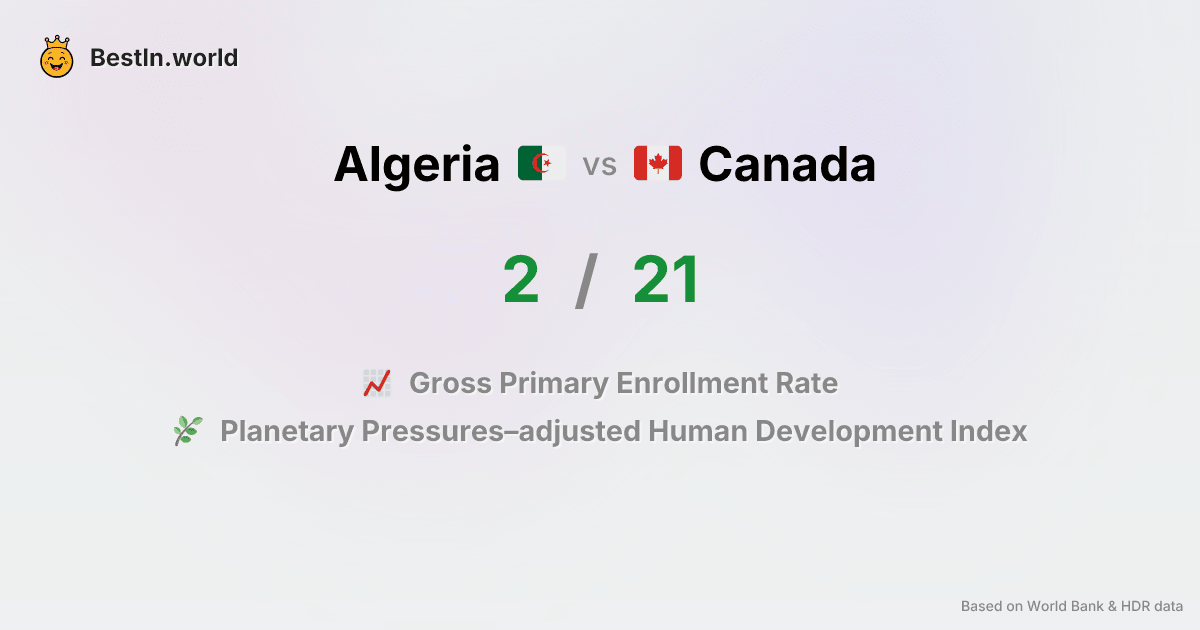 BestIn.world
Algeria vs Canada
2 / 21
Gross Primary Enrollment Rate
Planetary Pressures–adjusted Human Development Index
Based on World Bank & HDR data